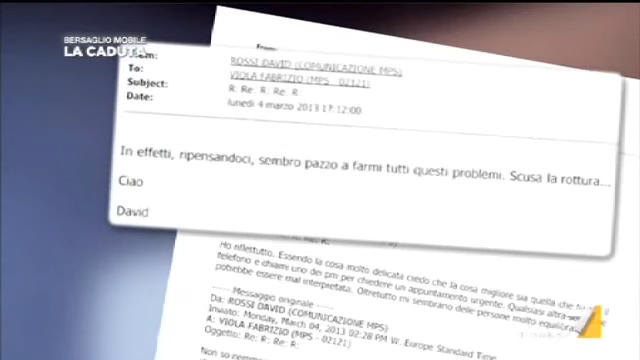 BERSAGLIO MOBILE
LA CADUTA
From:
ROSSI DAVID (COMUNICAZIONE MPS)
To:
VIOLA FABRIZIO (MPS - 02121)
Subject:
R: Re: R: Re: R:
Date:
lunedì 4 marzo 2013 17:12:00
In effetti, ripensandoci, sembro pazzo a farmi tutti questi problemi. Scusa la rottura...
Ciao
David
Ho riflettutto. Essendo la cosa molto delicata credo che la cosa migliore sia quella che tu
telefono e chiami uno dei pm per chiedere un appuntamento urgente. Qualsiasi altra
potrebbe essere mal interpretata. Oltretutto mi sembrano delle persone molto
----- Messaggio originale -----
Da: ROSSI DAVID (COMUNICAZIONE MPS)
Inviato: Monday, March 04, 2013 02:28 PM W. Europe Standard Time
A: VIOLA FABRIZIO (MPS - 02121)
Oggetto: Re: R: Re: R:
Non so